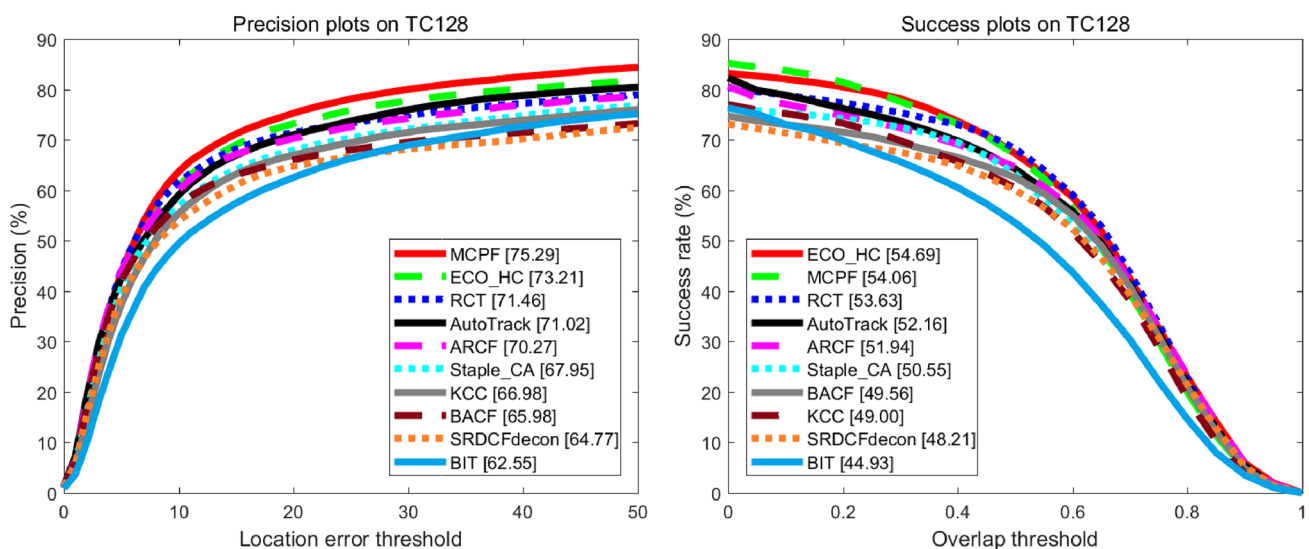 Precision plots on TC128
90
80
70
60
50
40
30
20
10
0
Precision (%)
MCPF [75.29]
ECO_HC [73.21]
RCT [71.46]
AutoTrack [71.02]
ARCF [70.27]
Staple_CA [67.95]
KCC [66.98]
BACF [65.98]
SRDCFdecon [64.77]
BIT [62.55]
0 10 20 30 40 50
Location error threshold
Success plots on TC128
90
80
70
60
50
40
30
20
10
0
Success rate (%)
ECO_HC [54.69]
MCPF [54.06]
RCT [53.63]
AutoTrack [52.16]
ARCF [51.94]
Staple_CA [50.55]
BACF [49.56]
KCC [49.00]
SRDCFdecon [48.21]
BIT [44.93]
0 0.2 0.4 0.6 0.8 1
Overlap threshold